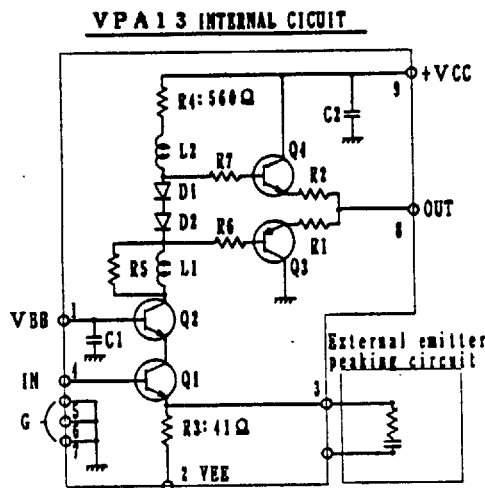 VPA13 INTERNAL CICUIT
+VCC
9
R4:560Ω
C2
L2
Q4
R7
R2
D1
OUT
8
D2
R6
R1
R5
L1
Q3
1
VBB
Q2
C1
External emitter
peaking circuit
IN
4
Q1
3
G
5
6
7
R3:41Ω
2 VEE